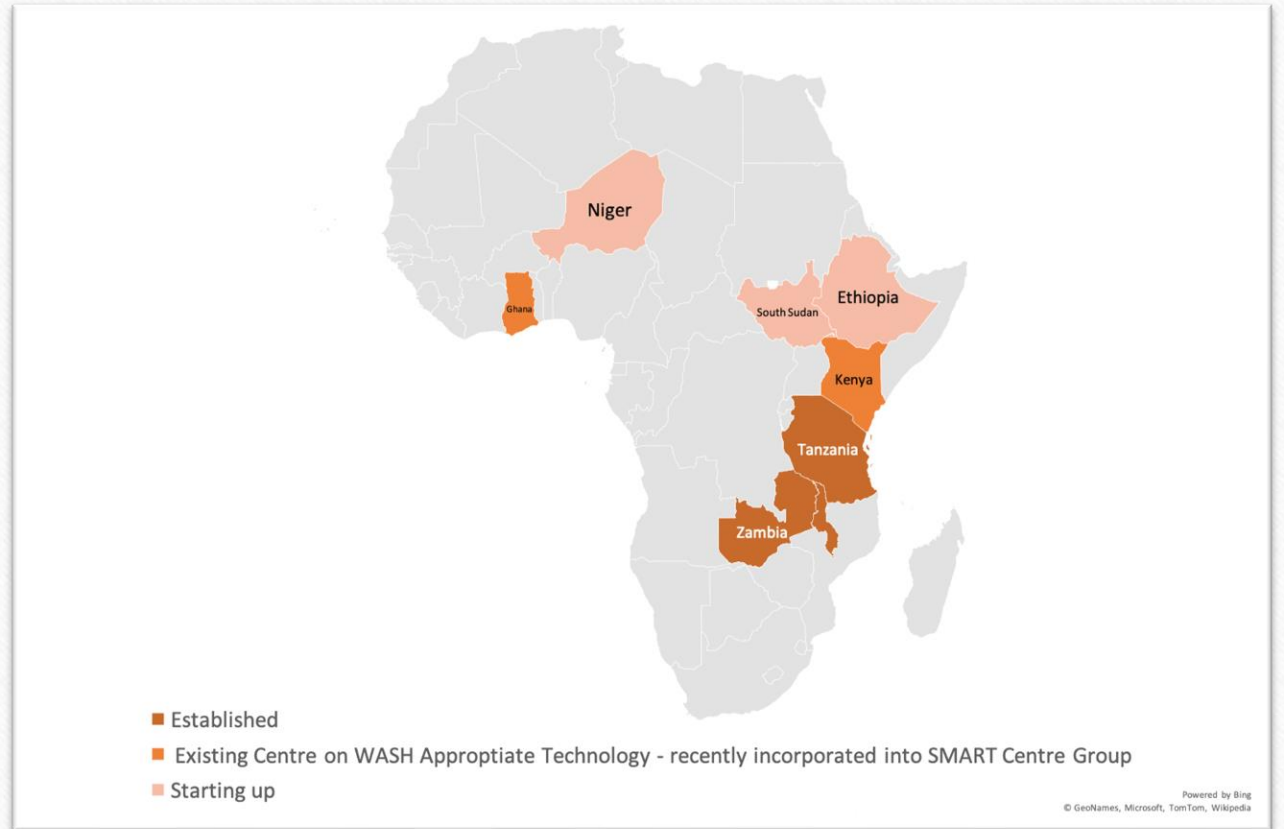 Niger
Ghana
South Sudan
Ethiopia
Kenya
Tanzania
Zambia
Established
Existing Centre on WASH Approptiate Technology - recently incorporated into SMART Centre Group
Starting up
Powered by Bing
© GeoNames, Microsoft, TomTom, Wikipedia